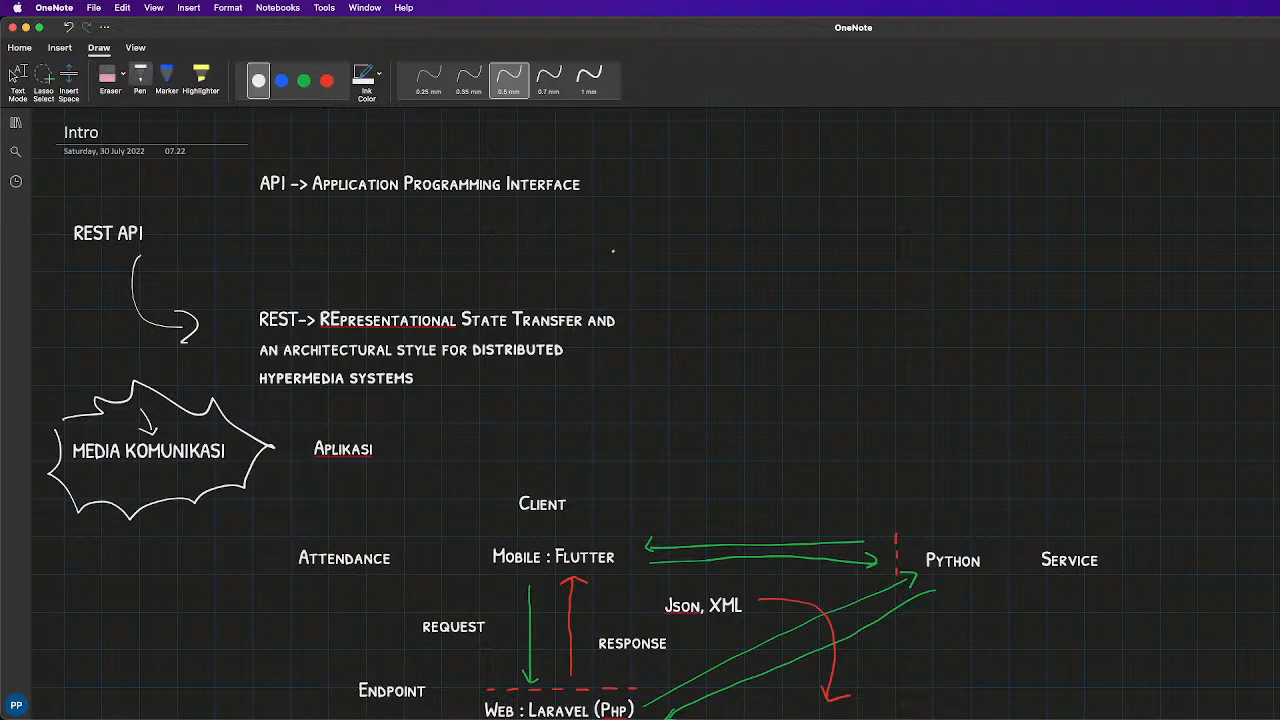 OneNote File Edit View Insert Format Notebooks Tools Window Help
OneNote
Home Insert Draw View
Text Mode
Lasso Select
Insert Space
Eraser
Pen
Marker
Highlighter
Ink Color
0.25 mm
0.35 mm
0.5 mm
0.7 mm
1 mm
Intro
Saturday, 30 July 2022 07.22
API -> Application Programming Interface
REST API
REST-> REpresentational State Transfer and
an architectural style for distributed
hypermedia systems
MEDIA KOMUNIKASI
Aplikasi
Client
Attendance
Mobile : Flutter
Python
Service
Json, XML
request
response
Endpoint
Web : Laravel (Php)
PP